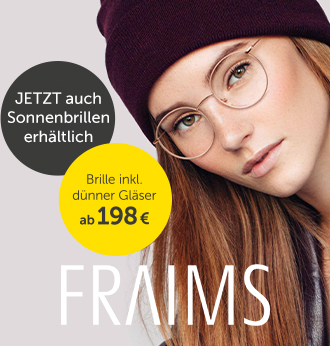 JETZT auch
Sonnenbrillen
erhältlich
Brille inkl.
dünner Gläser
ab 198 €
FRAIMS